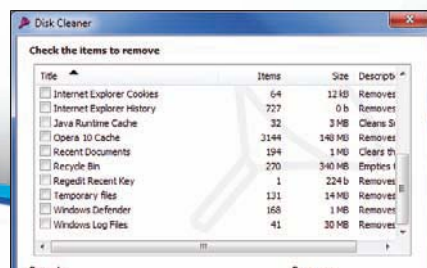 Disk Cleaner
Check the items to remove
Title Items Size Descripti
Internet Explorer Cookies 64 12 kB Removes
Internet Explorer History 727 0 b Removes
Java Runtime Cache 32 3 MB Cleans S
Opera 10 Cache 3144 148 MB Removes
Recent Documents 194 1 MB Clears th
Recycle Bin 270 340 MB Empties t
Regedit Recent Key 1 224 b Removes
Temporary files 131 14 MB Removes
Windows Defender 168 1 MB Removes
Windows Log Files 41 30 MB Removes